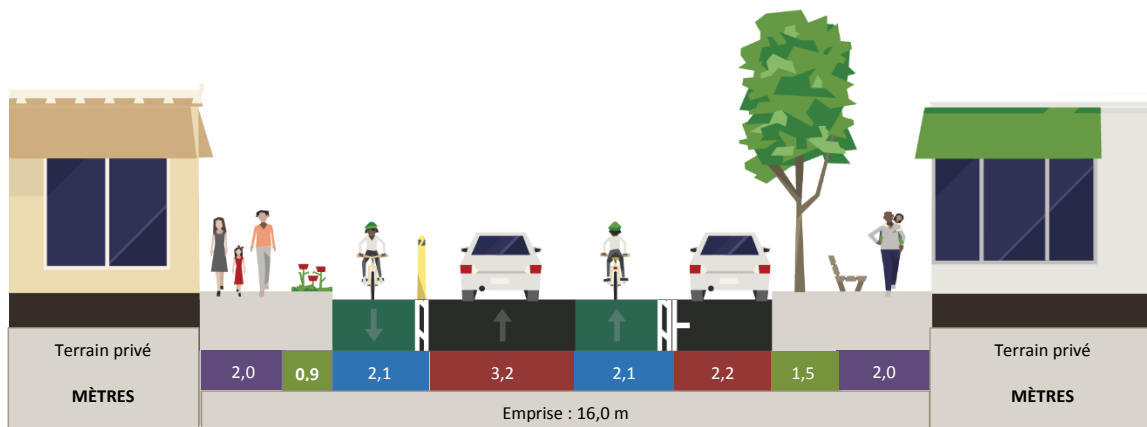 Terrain privé
MÈTRES
2,0
0,9
2,1
3,2
2,1
2,2
1,5
2,0
Emprise : 16,0 m
Terrain privé
MÈTRES